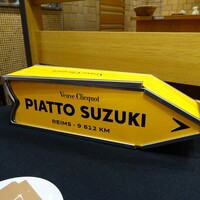 Veuve Clicquot
PIATTO SUZUKI
REIMS - 9 612 KM